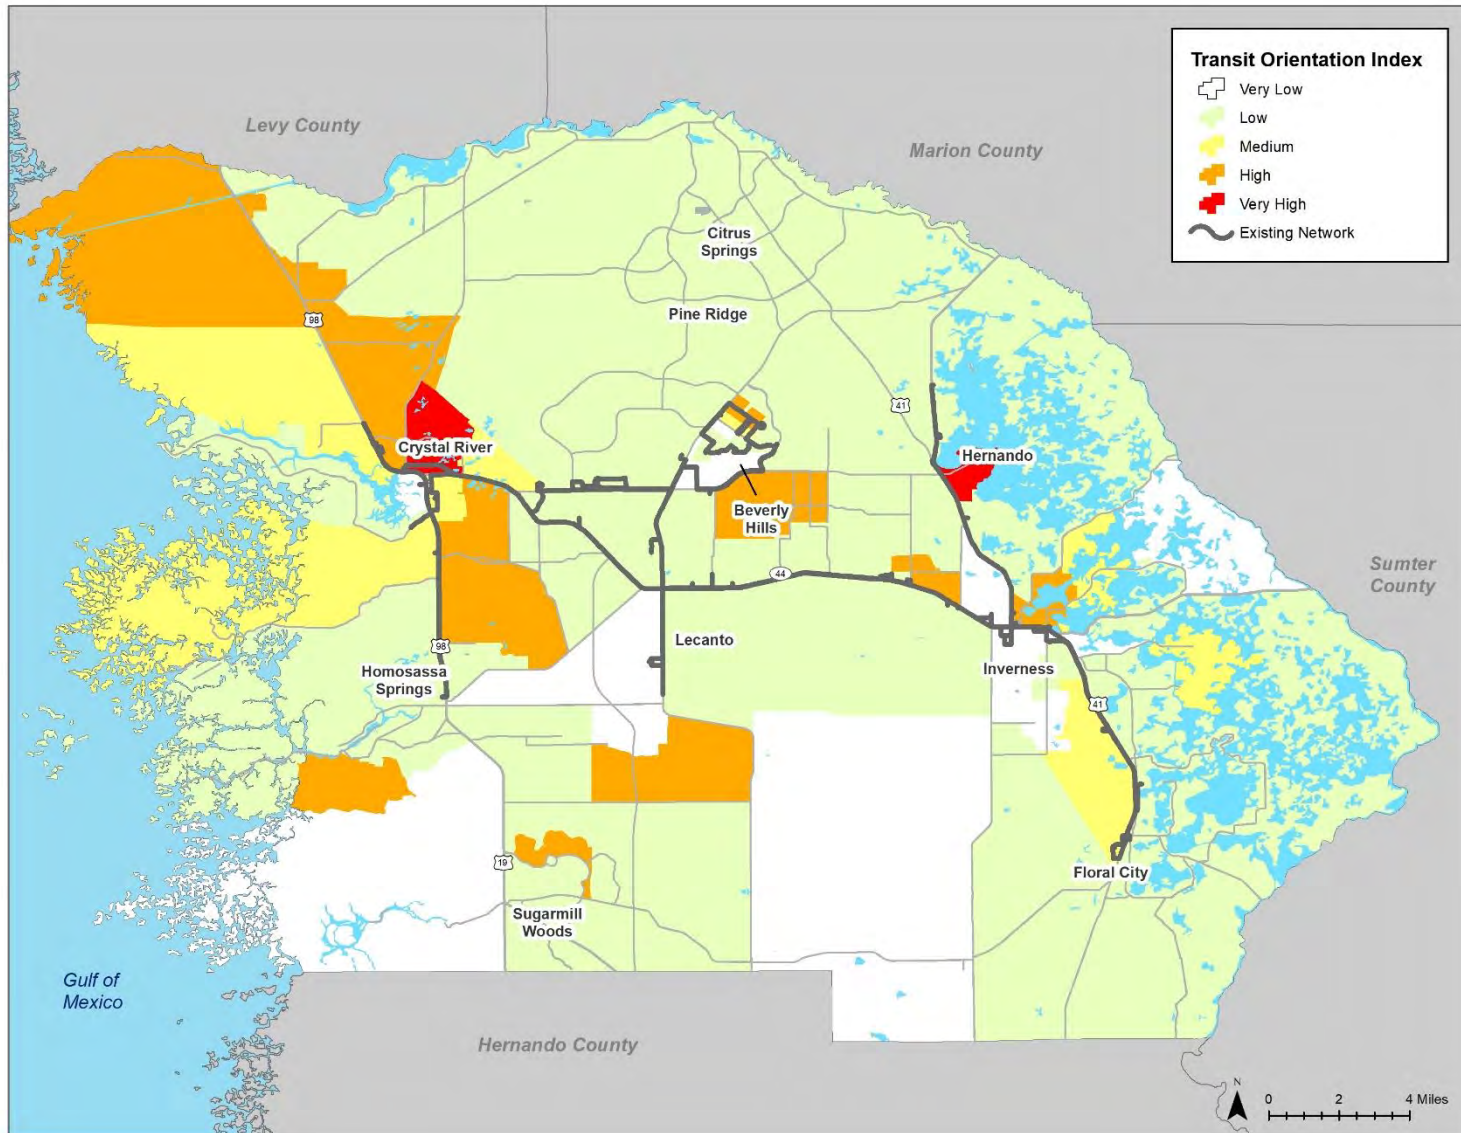 Transit Orientation Index
Very Low
Low
Medium
High
Very High
Existing Network
Levy County
Marion County
Citrus
Springs
Pine Ridge
98
41
Crystal River
Hernando
Beverly
Hills
44
Sumter
County
98
Lecanto
Homosassa
Springs
Inverness
41
19
Floral City
Sugarmill
Woods
Gulf of
Mexico
Hernando County
N
0 2 4 Miles